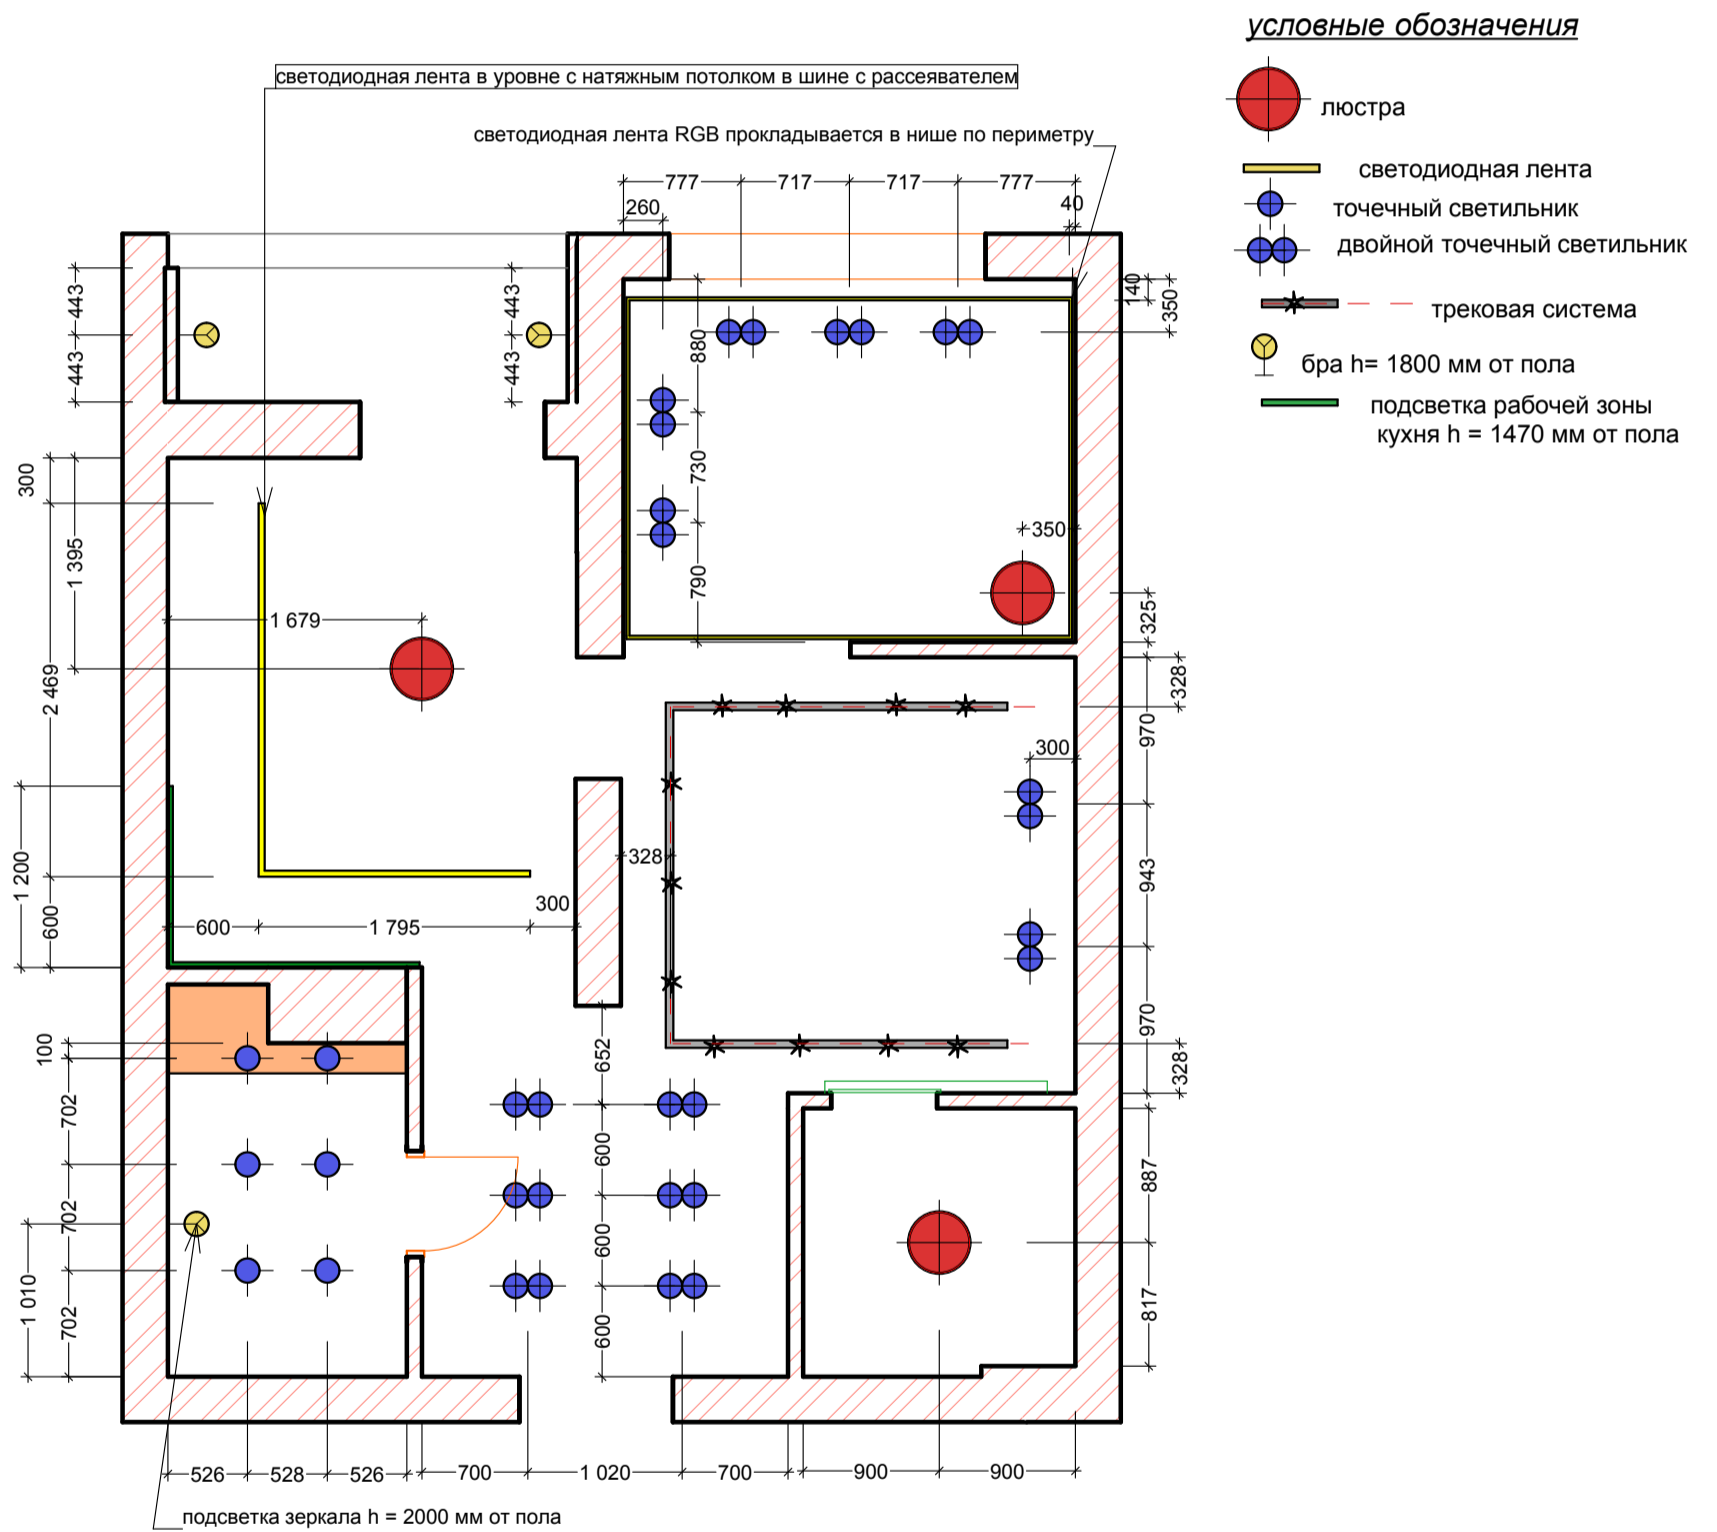 условные обозначения
светодиодная лента в уровне с натяжным потолком в шине с рассеявателем
люстра
светодиодная лента RGB прокладывается в нише по периметру
светодиодная лента
777 717 717 777
260
40
точечный светильник
двойной точечный светильник
443
443
443
443
140
350
880
730
790
трековая система
бра h= 1800 мм от пола
подсветка рабочей зоны
кухня h = 1470 мм от пола
300
1 395
2 469
1 679
350
325
328
970
300
1 200
600
328
943
600 1 795 300
970
328
100
702
702
702
1 010
652
600
600
600
887
817
526 528 526 700 1 020 700 900 900
подсветка зеркала h = 2000 мм от пола